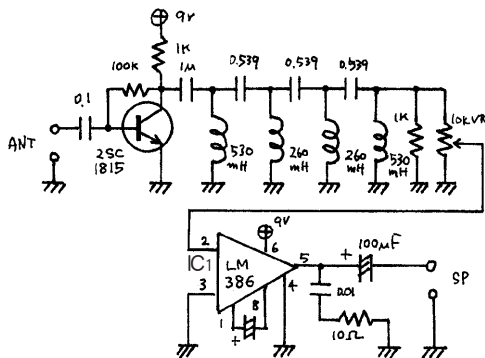 9V
1K
100K
1M
0.539
0.539
0.539
0.1
ANT
2SC
1815
530
mH
260
mH
260
mH
530
mH
1K
10KVR
9V
2
6
5
100μF
+
IC1
LM
386
3
4
8
1
+
0.01
10Ω
SP